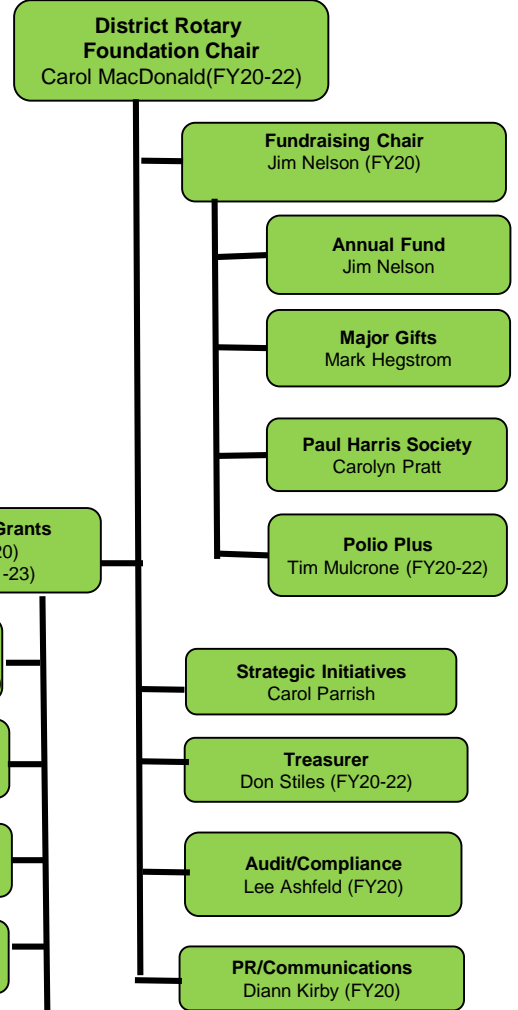 District Rotary
Foundation Chair
Carol MacDonald(FY20-22)
Fundraising Chair
Jim Nelson (FY20)
Annual Fund
Jim Nelson
Major Gifts
Mark Hegstrom
Paul Harris Society
Carolyn Pratt
Polio Plus
Tim Mulcrone (FY20-22)
Grants
20)
-23)
Strategic Initiatives
Carol Parrish
Treasurer
Don Stiles (FY20-22)
Audit/Compliance
Lee Ashfeld (FY20)
PR/Communications
Diann Kirby (FY20)